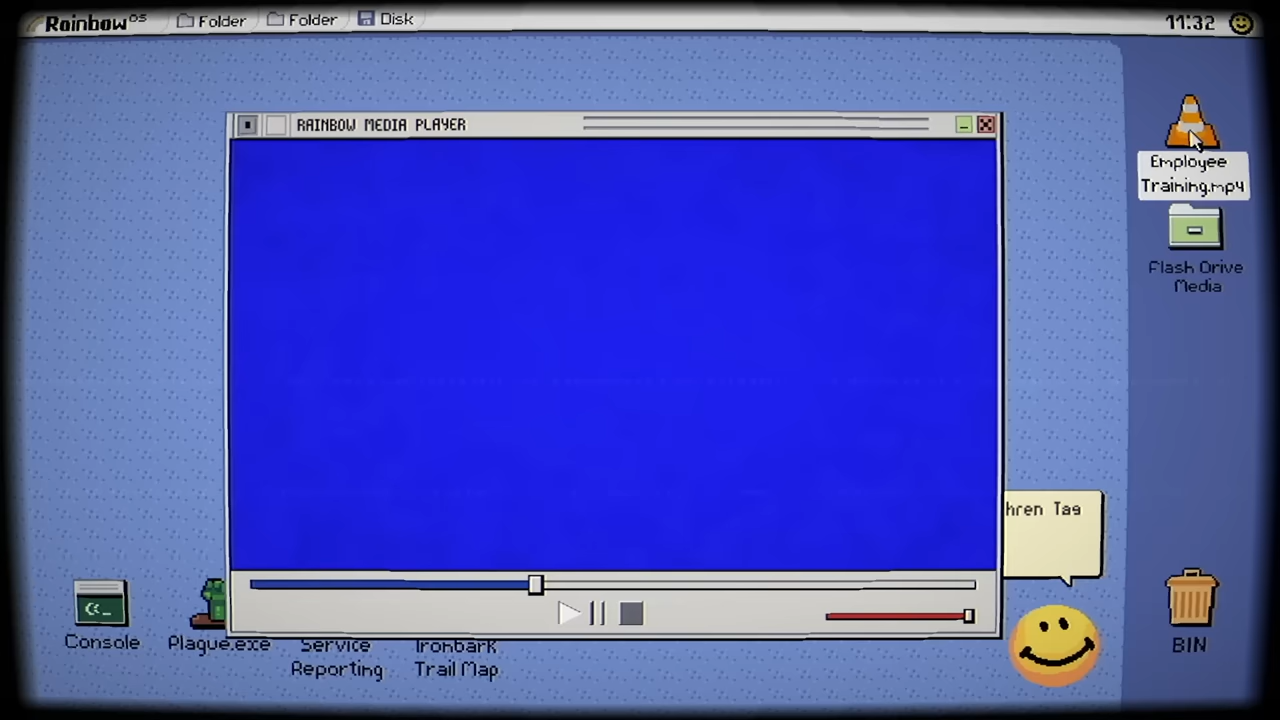 Rainbow OS
Folder
Folder
Disk
11:32
RAINBOW MEDIA PLAYER
Employee
Training.mp4
Flash Drive
Media
hren Tag
Console
Plague.exe
Service
Reporting
Ironbark
Trail Map
BIN